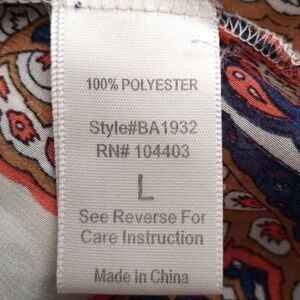 100% POLYESTER
Style#BA1932
RN# 104403
L
See Reverse For
Care Instruction
Made In China